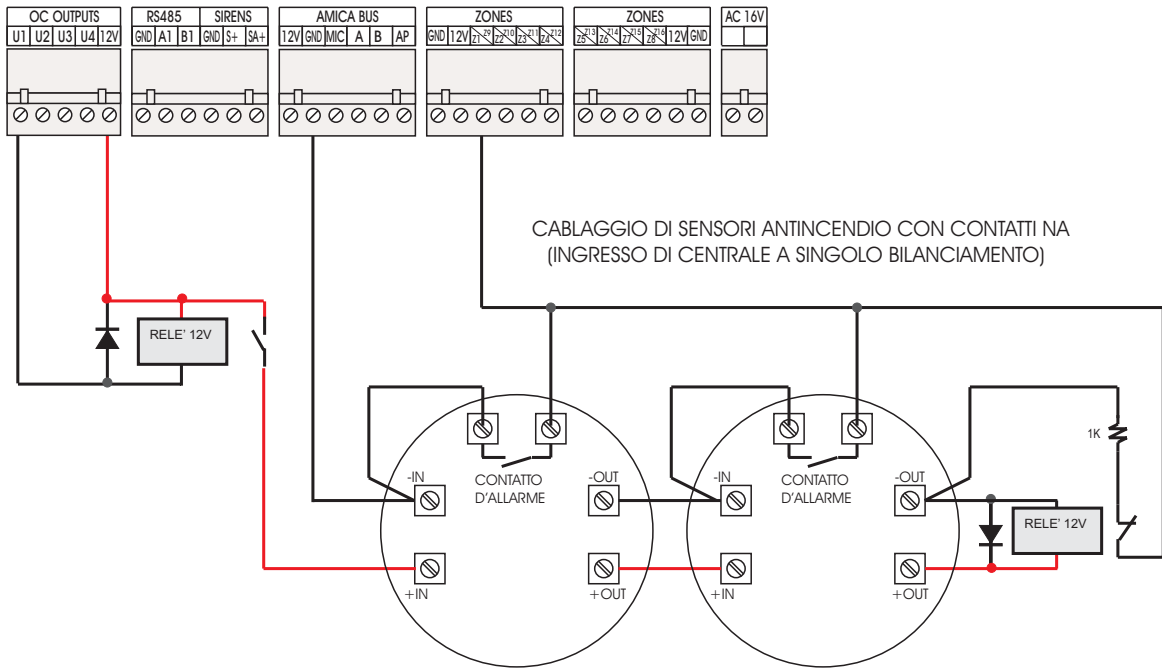 OC OUTPUTS
U1 U2 U3 U4 12V
RS485 SIRENS
GND A1 B1 GND S+ SA+
AMICA BUS
12V GND MIC A B AP
ZONES
GND 12V Z1 Z9 Z2 Z10 Z3 Z11 Z4 Z12
ZONES
Z5 Z13 Z6 Z14 Z7 Z15 Z8 Z16 12V GND
AC 16V
CABLAGGIO DI SENSORI ANTINCENDIO CON CONTATTI NA
(INGRESSO DI CENTRALE A SINGOLO BILANCIAMENTO)
RELE' 12V
-IN
CONTATTO
D'ALLARME
-OUT
+IN
+OUT
-IN
CONTATTO
D'ALLARME
-OUT
+IN
+OUT
1K
RELE' 12V